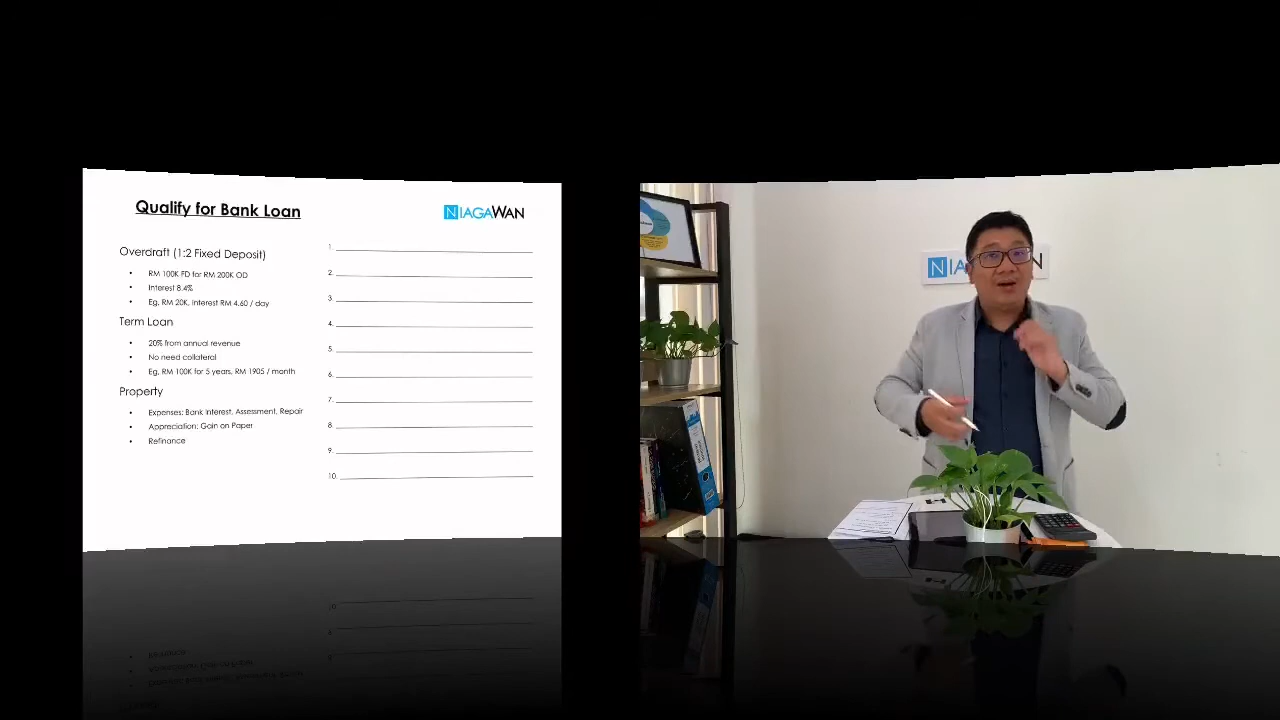 Qualify for Bank Loan
NIAGAWAN
Overdraft (1:2 Fixed Deposit)
• RM 100K FD for RM 200K OD
• Interest 8.4%
• Eg. RM 20K, Interest RM 4.60 / day
Term Loan
• 20% from annual revenue
• No need collateral
• Eg. RM 100K for 5 years, RM 1905 / month
Property
• Expenses: Bank Interest, Assessment, Repair
• Appreciation: Gain on Paper
• Refinance
1.
2.
3.
4.
5.
6.
7.
8.
9.
10.
NIA N